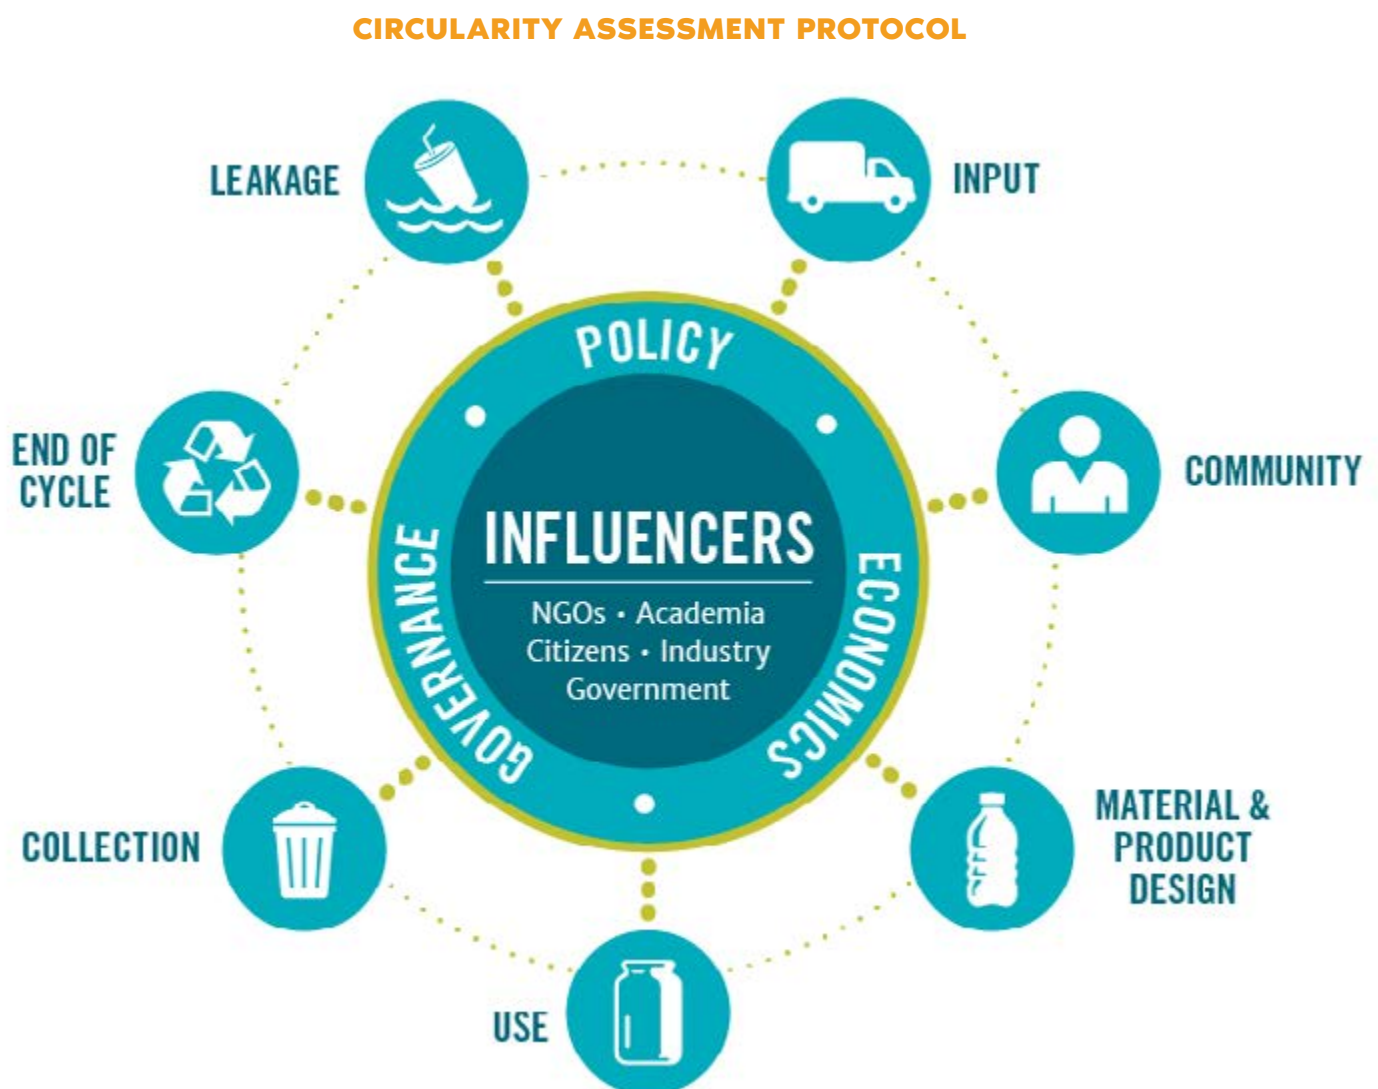 CIRCULARITY ASSESSMENT PROTOCOL
LEAKAGE
INPUT
POLICY
END OF
CYCLE
COMMUNITY
GOVERNANCE
INFLUENCERS
NGOs • Academia
Citizens • Industry
Government
ECONOMICS
COLLECTION
MATERIAL &
PRODUCT
DESIGN
USE